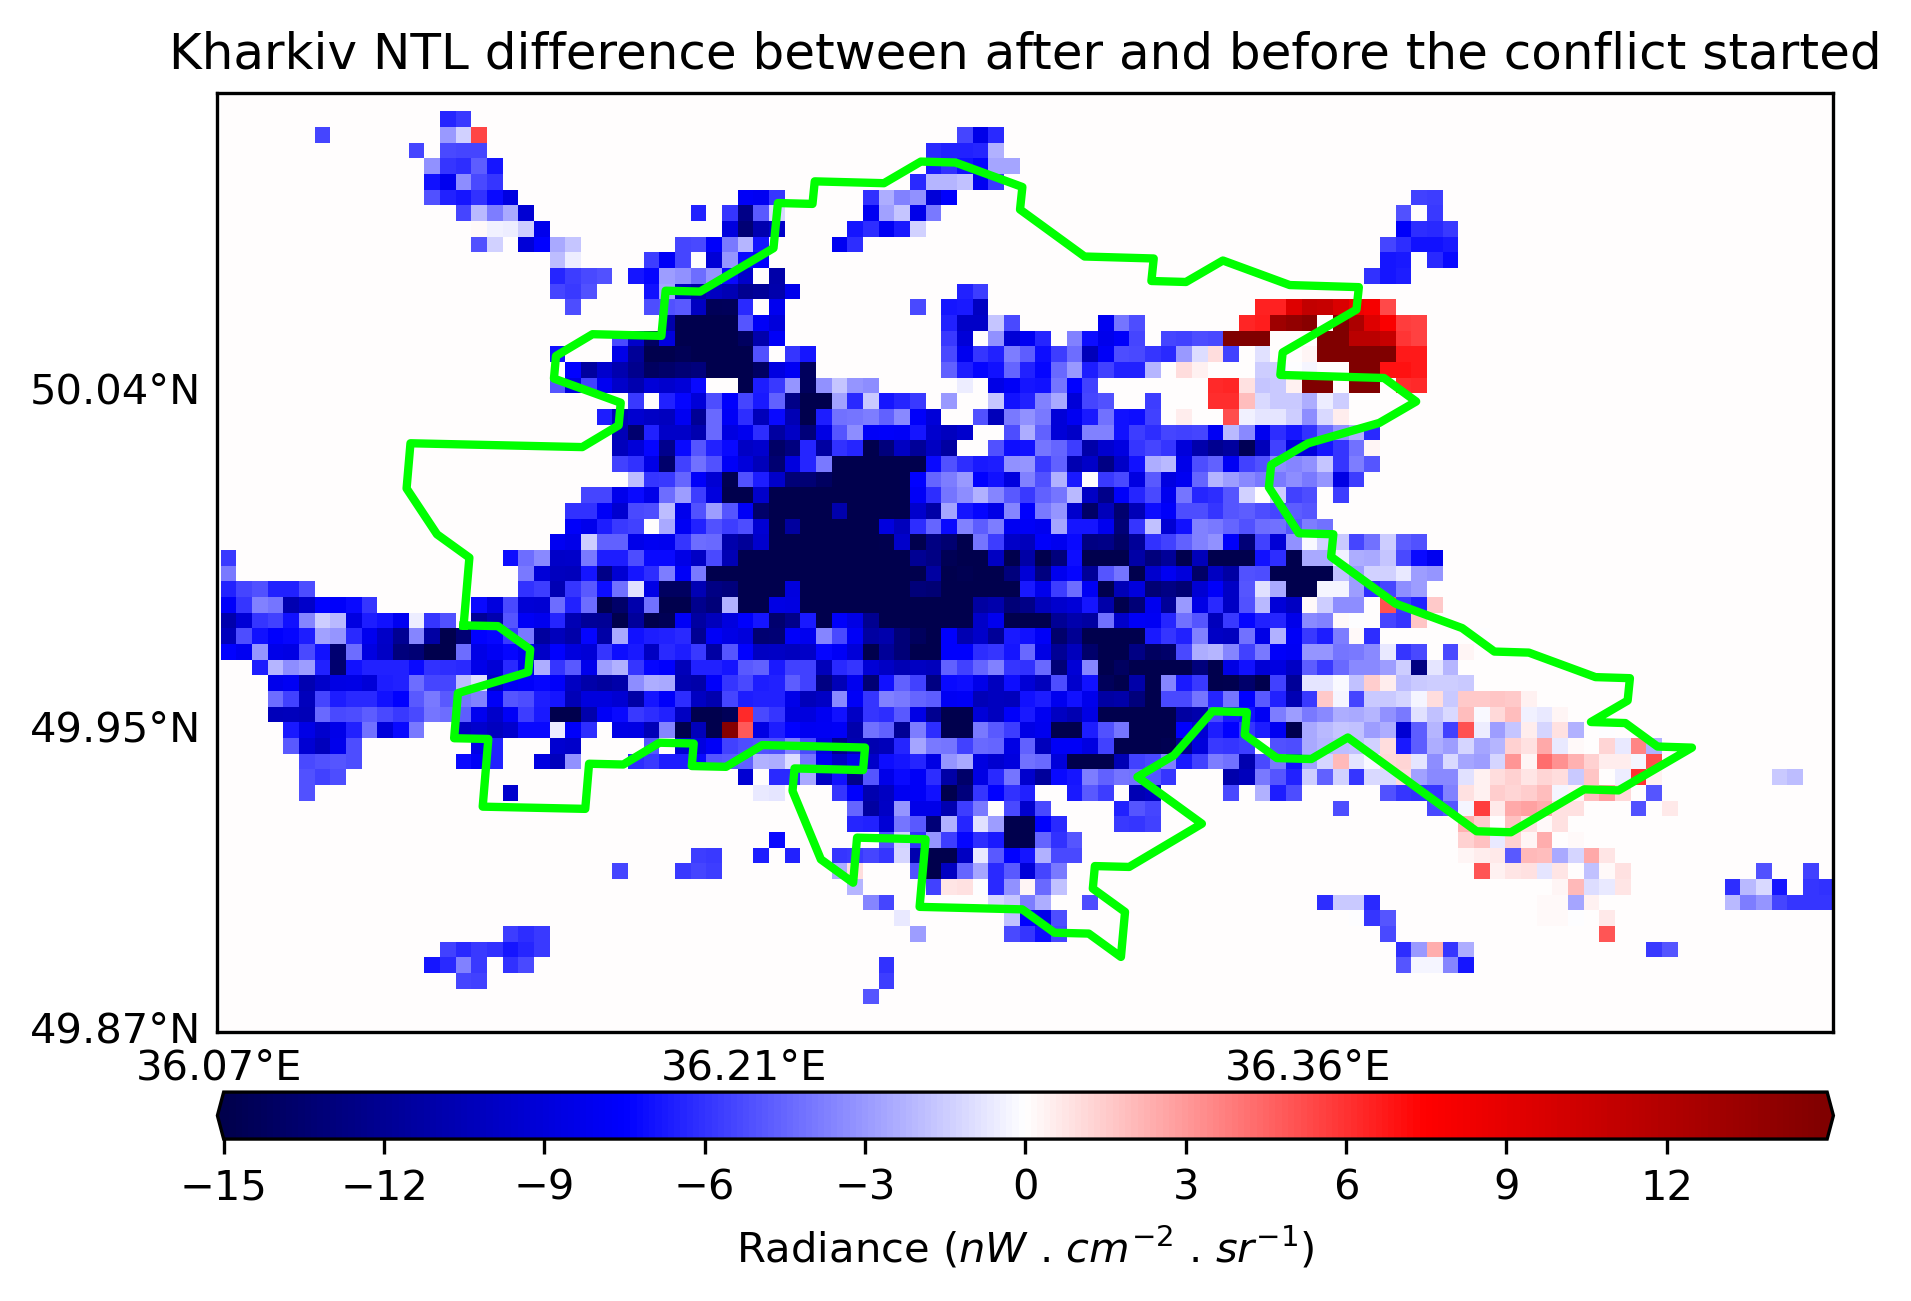 Kharkiv NTL difference between after and before the conflict started
50.04°N
49.95°N
49.87°N
36.07°E 36.21°E 36.36°E
−15 −12 −9 −6 −3 0 3 6 9 12
Radiance (nW . cm⁻² . sr⁻¹)